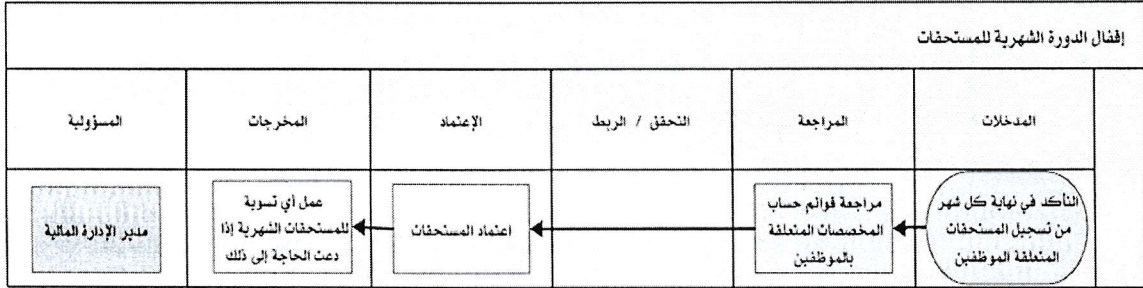 إقفال الدورة الشهرية للمستحقات
المدخلات
المراجعة
التحقق / الربط
الإعتماد
المخرجات
المسؤولية
التأكد في نهاية كل شهر
من تسجيل المستحقات
المتعلقة الموظفين
مراجعة قوائم حساب
المخصصات المتعلقة
بالموظفين
اعتماد المستحقات
عمل أي تسوية
للمستحقات الشهرية إذا
دعت الحاجة إلى ذلك
مدير الإدارة المالية